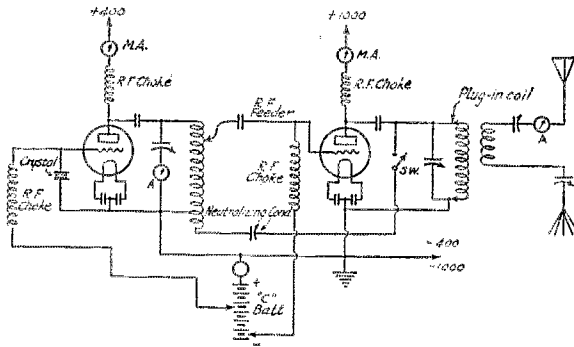 +400
M.A.
R.F. Choke
+1000
M.A.
R.F. Choke
Plug-in coil
R.F.
Feeder
Crystal
R.F.
Choke
A
R.F.
Choke
SW.
A
Neutralizing Cond.
-400
-1000
+
"C"
Batt
-